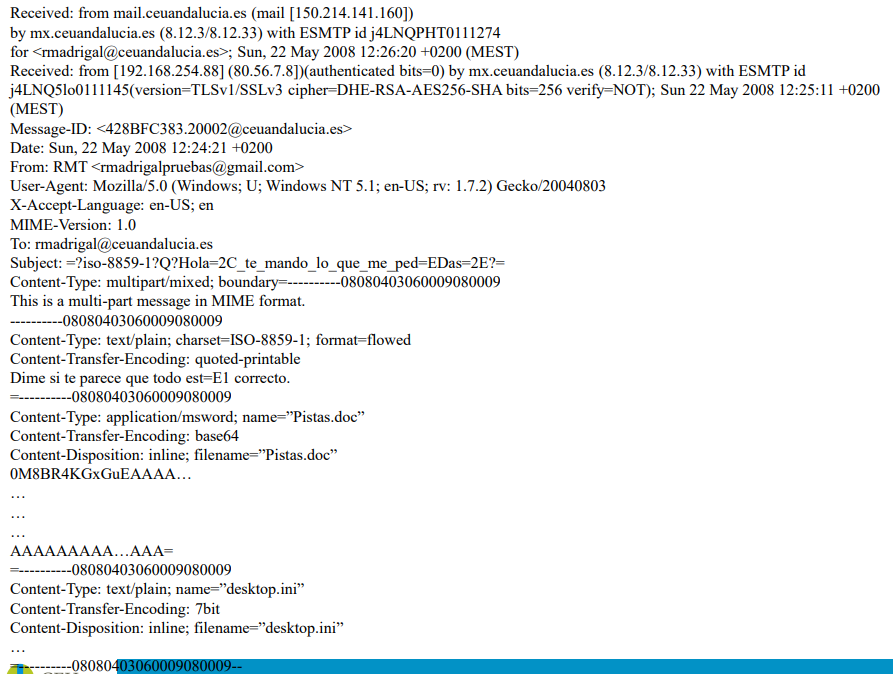 Received: from mail.ceuandalucia.es (mail [150.214.141.160])
by mx.ceuandalucia.es (8.12.3/8.12.33) with ESMTP id j4LNQPHT0111274
for <rmadrigal@ceuandalucia.es>; Sun, 22 May 2008 12:26:20 +0200 (MEST)
Received: from [192.168.254.88] (80.56.7.8])(authenticated bits=0) by mx.ceuandalucia.es (8.12.3/8.12.33) with ESMTP id
j4LNQ5lo0111145(version=TLSv1/SSLv3 cipher=DHE-RSA-AES256-SHA bits=256 verify=NOT); Sun 22 May 2008 12:25:11 +0200
(MEST)
Message-ID: <428BFC383.20002@ceuandalucia.es>
Date: Sun, 22 May 2008 12:24:21 +0200
From: RMT <rmadrigalpruebas@gmail.com>
User-Agent: Mozilla/5.0 (Windows; U; Windows NT 5.1; en-US; rv: 1.7.2) Gecko/20040803
X-Accept-Language: en-US; en
MIME-Version: 1.0
To: rmadrigal@ceuandalucia.es
Subject: =?iso-8859-1?Q?Hola=2C_te_mando_lo_que_me_ped=EDas=2E?=
Content-Type: multipart/mixed; boundary=----------08080403060009080009
This is a multi-part message in MIME format.
----------08080403060009080009
Content-Type: text/plain; charset=ISO-8859-1; format=flowed
Content-Transfer-Encoding: quoted-printable
Dime si te parece que todo est=E1 correcto.
=----------08080403060009080009
Content-Type: application/msword; name=”Pistas.doc”
Content-Transfer-Encoding: base64
Content-Disposition: inline; filename=”Pistas.doc”
0M8BR4KGxGuEAAAA…
…
…
…
AAAAAAAAA…AAA=
=----------08080403060009080009
Content-Type: text/plain; name=”desktop.ini”
Content-Transfer-Encoding: 7bit
Content-Disposition: inline; filename=”desktop.ini”
…
=----------08080403060009080009--